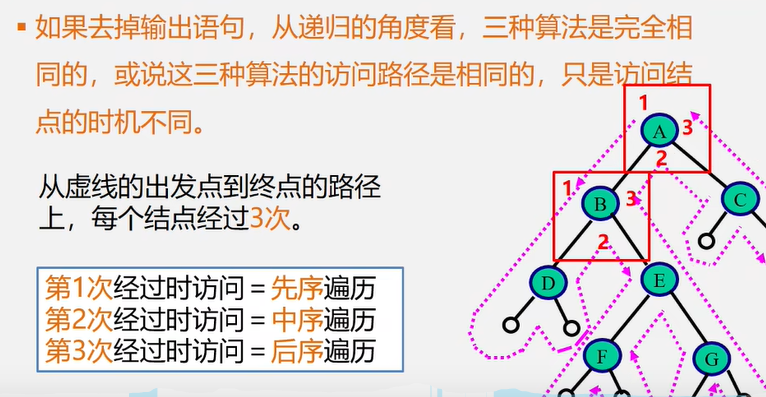 ▪如果去掉输出语句，从递归的角度看，三种算法是完全相
同的，或说这三种算法的访问路径是相同的，只是访问结
点的时机不同。
从虚线的出发点到终点的路径
上，每个结点经过3次。
第1次经过时访问＝先序遍历
第2次经过时访问＝中序遍历
第3次经过时访问＝后序遍历
1
A
3
2
1
B
3
2
C
D
E
F
G